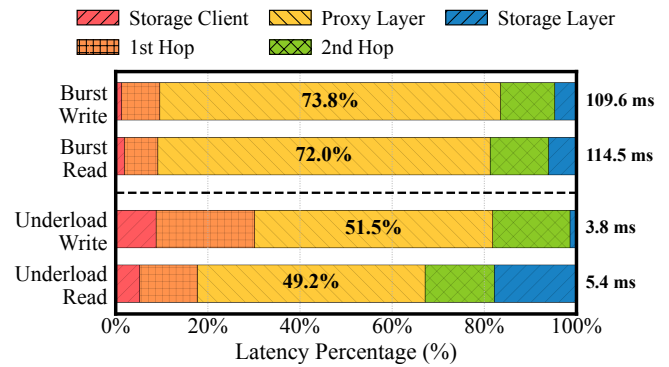 Storage Client Proxy Layer Storage Layer
1st Hop 2nd Hop
Burst
Write
73.8%
109.6 ms
Burst
Read
72.0%
114.5 ms
Underload
Write
51.5%
3.8 ms
Underload
Read
49.2%
5.4 ms
0% 20% 40% 60% 80% 100%
Latency Percentage (%)